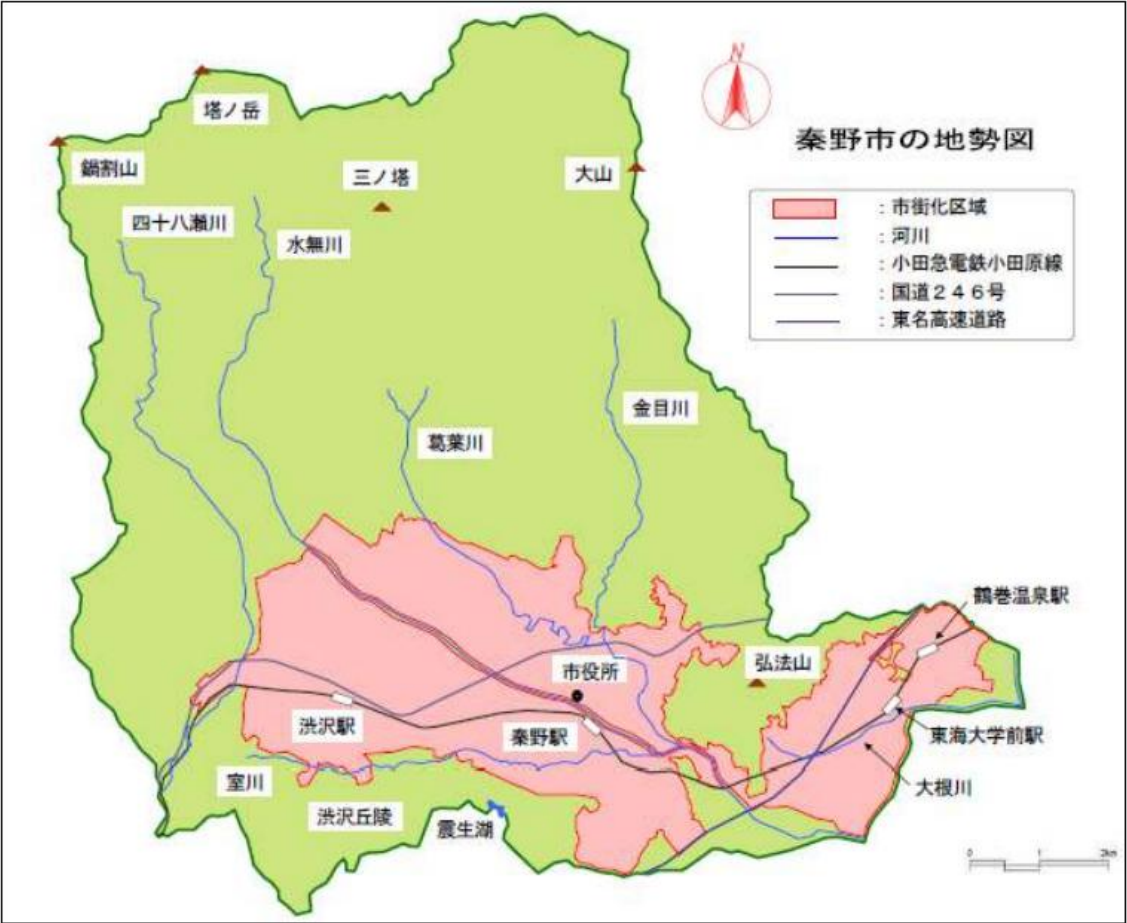 N
秦野市の地勢図
：市街化区域
：河川
：小田急電鉄小田原線
：国道２４６号
：東名高速道路
塔ノ岳
鍋割山
三ノ塔
大山
四十八瀬川
水無川
金目川
葛葉川
鶴巻温泉駅
弘法山
市役所
渋沢駅
秦野駅
東海大学前駅
大根川
室川
渋沢丘陵
震生湖
0 1 2km